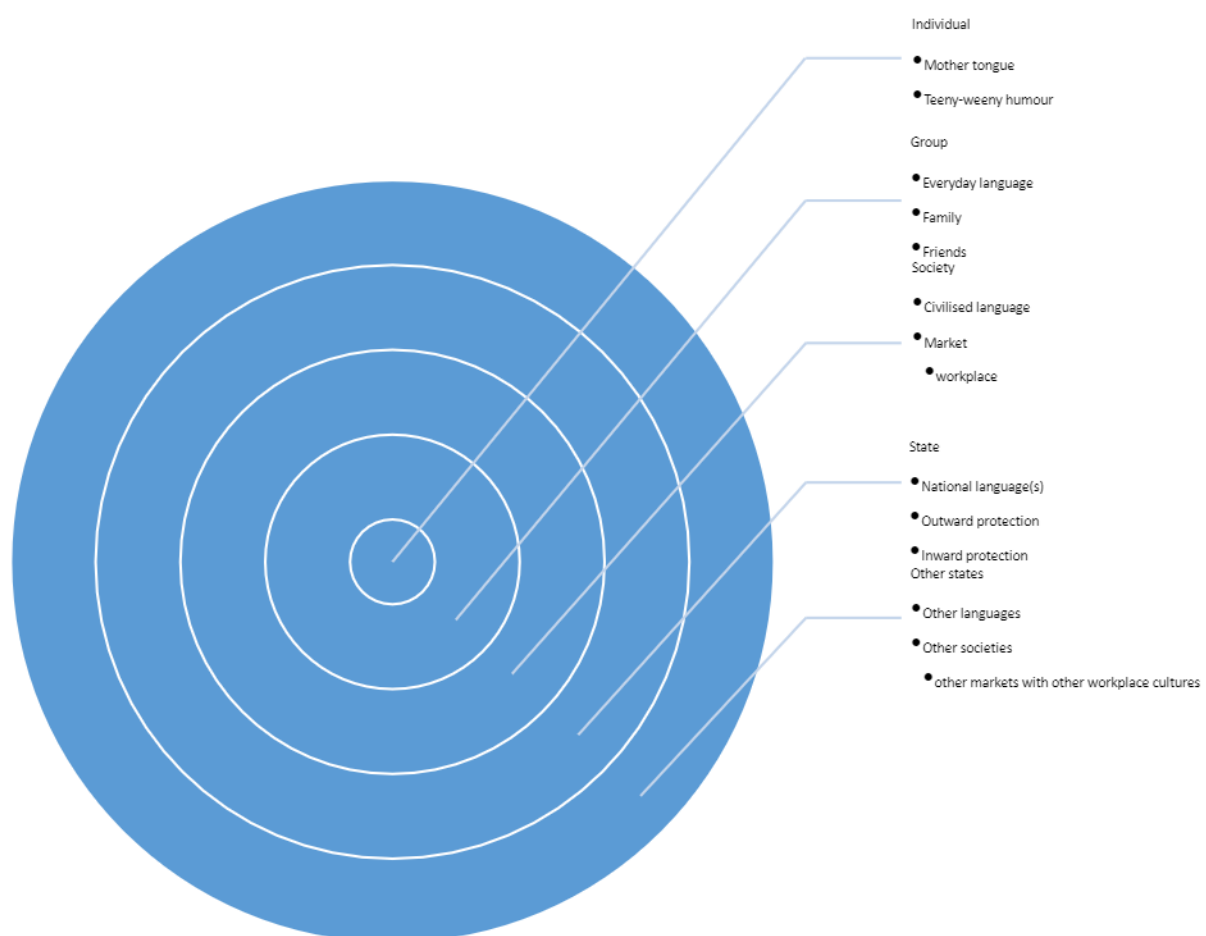 Individual
• Mother tongue
• Teeny-weeny humour
Group
• Everyday language
• Family
• Friends
Society
• Civilised language
• Market
• workplace
State
• National language(s)
• Outward protection
• Inward protection
Other states
• Other languages
• Other societies
• other markets with other workplace cultures